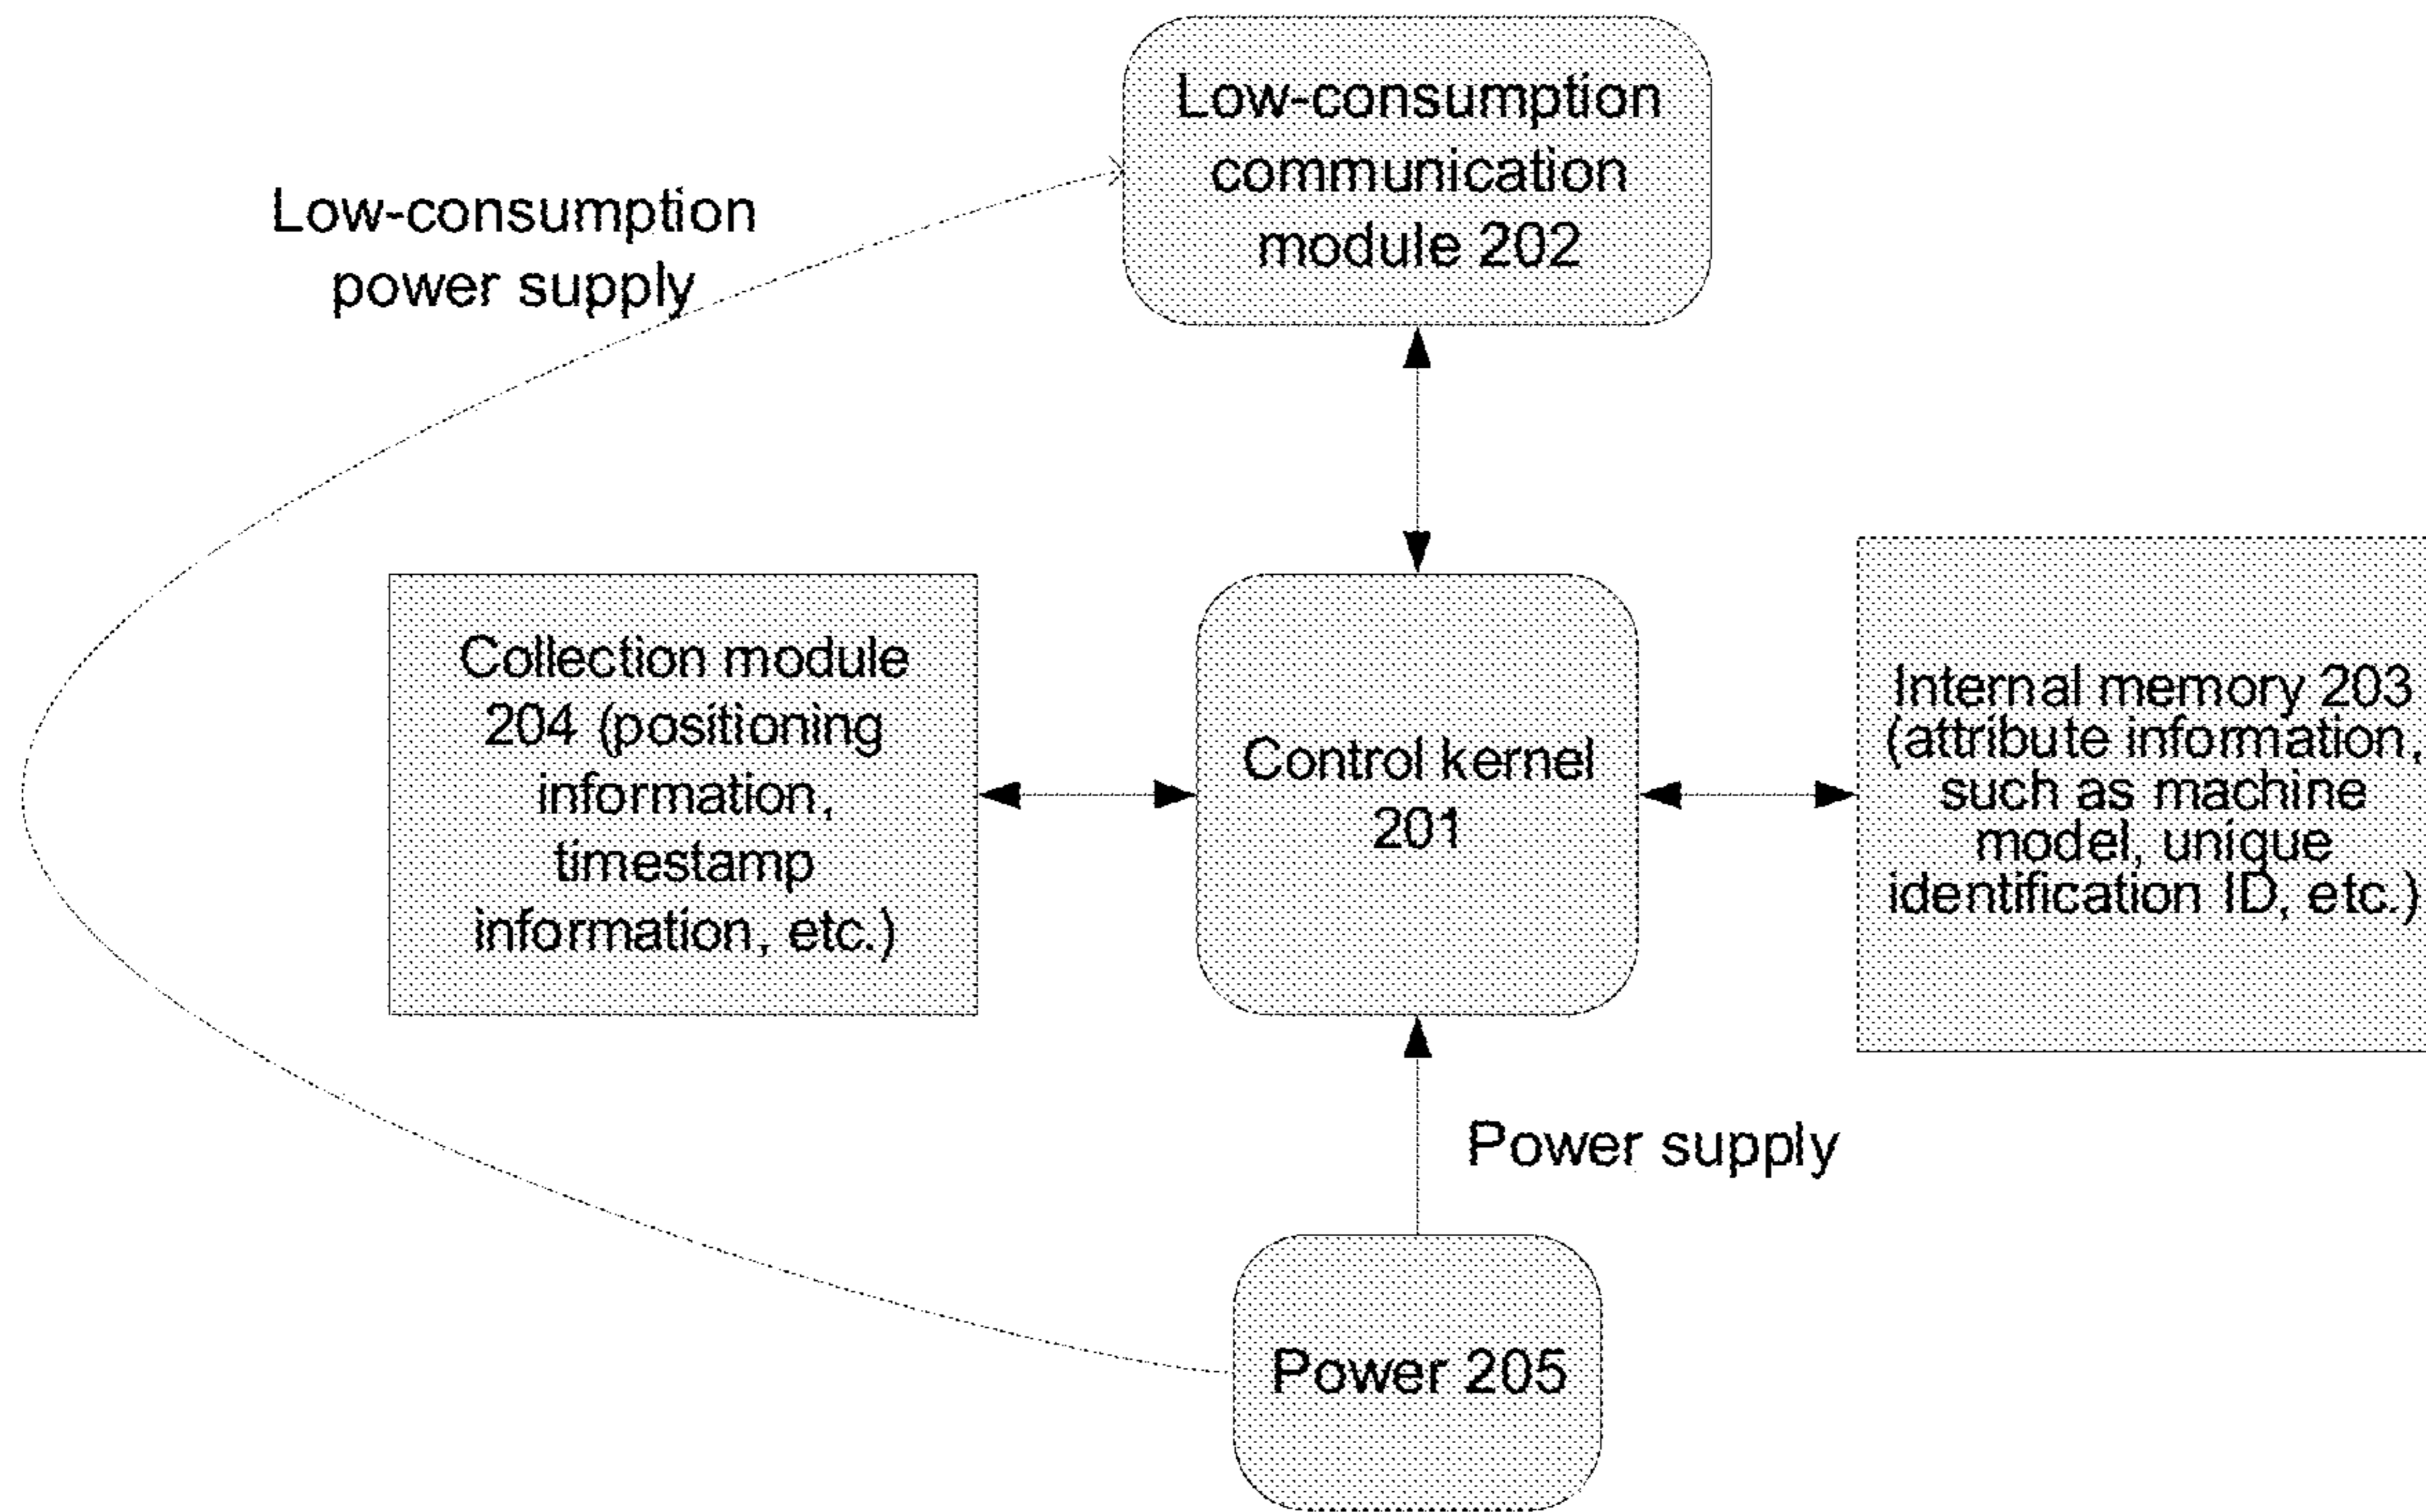 Low-consumption
communication
module 202
Low-consumption
power supply
Collection module
204 (positioning
information,
timestamp
information, etc.)
Control kernel
201
Internal memory 203
(attribute information,
such as machine
model, unique
identification ID, etc.)
Power supply
Power 205